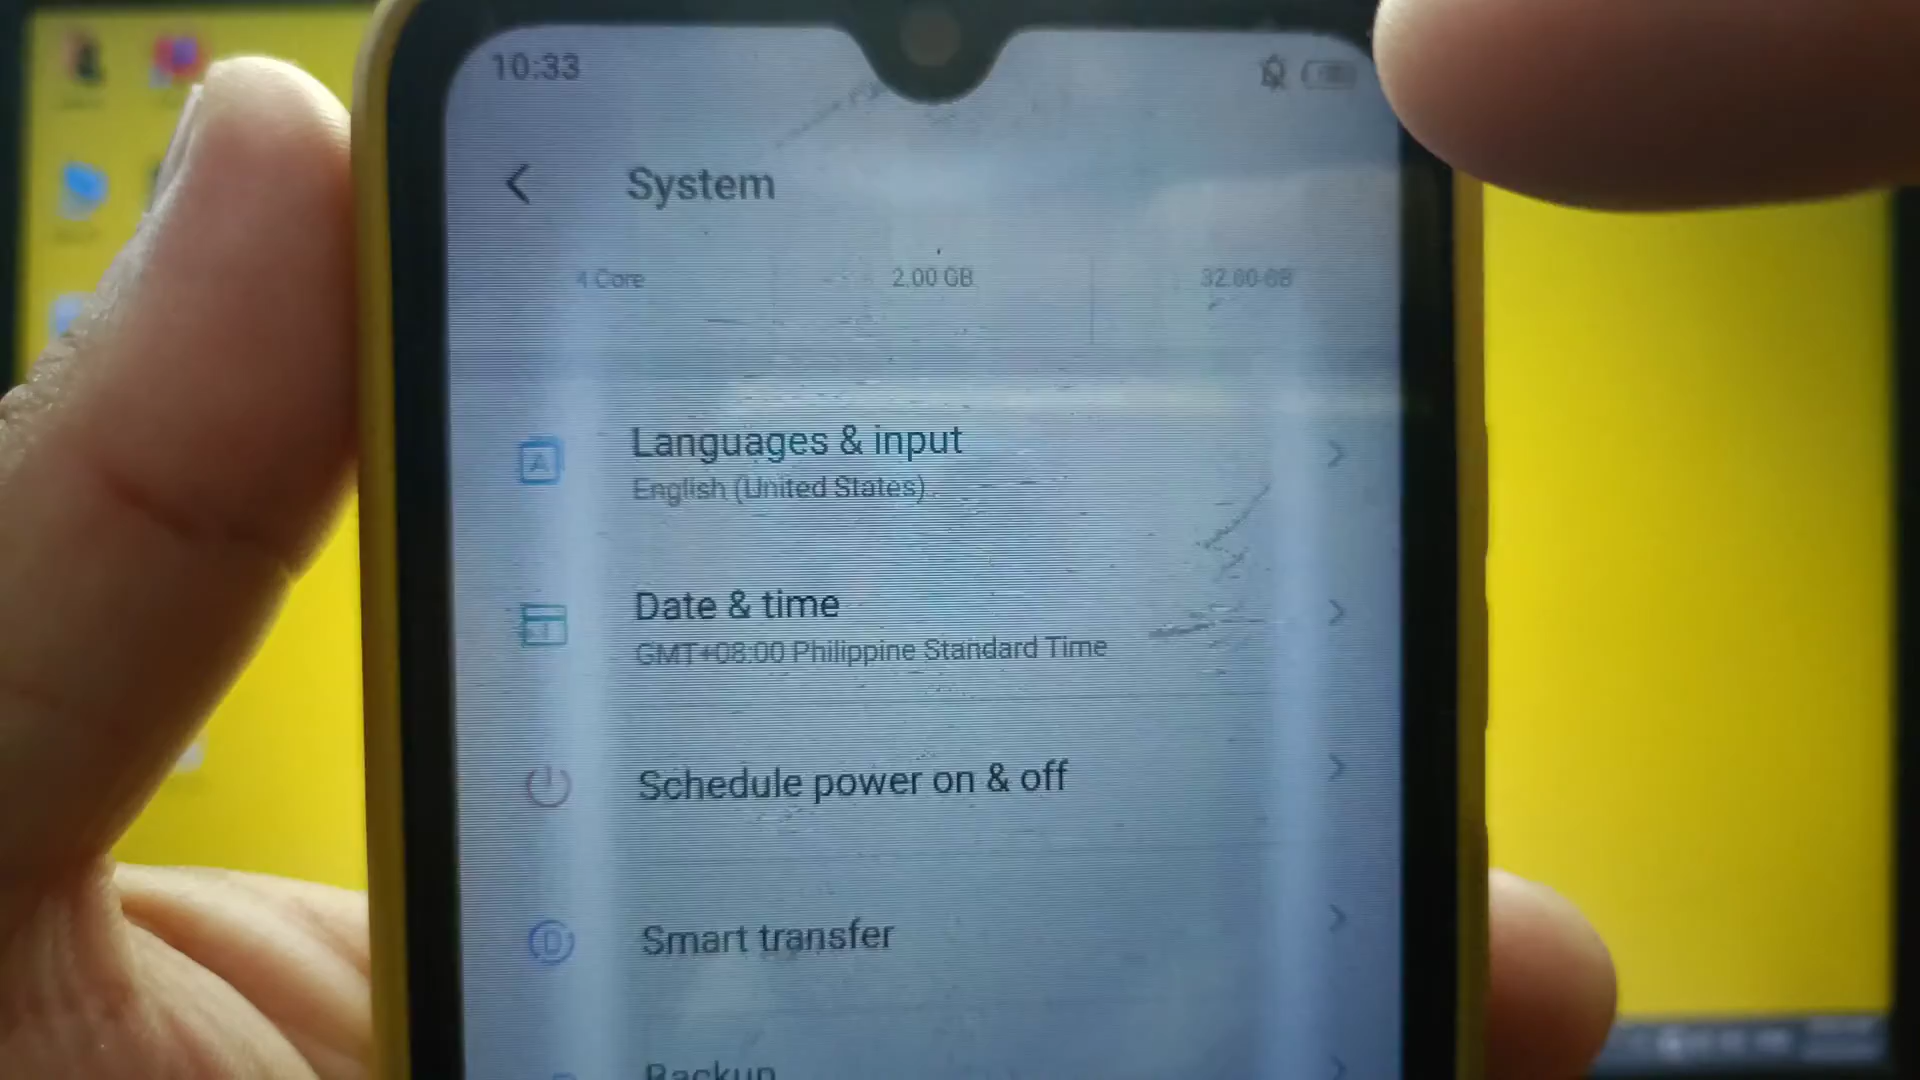 10:33
System
4 Core
2.00 GB
32.00 GB
Languages & input
English (United States)
Date & time
GMT+08:00 Philippine Standard Time
Schedule power on & off
Smart transfer
Backup